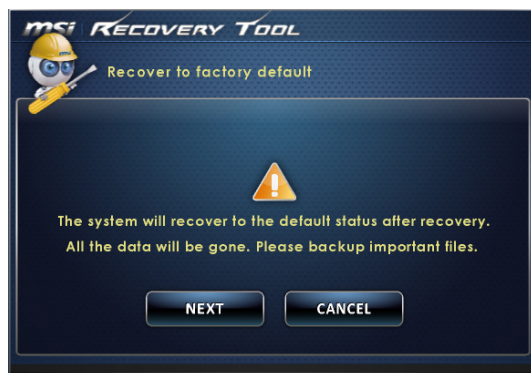 msi RECOVERY TOOL
Recover to factory default
The system will recover to the default status after recovery.
All the data will be gone. Please backup important files.
NEXT CANCEL